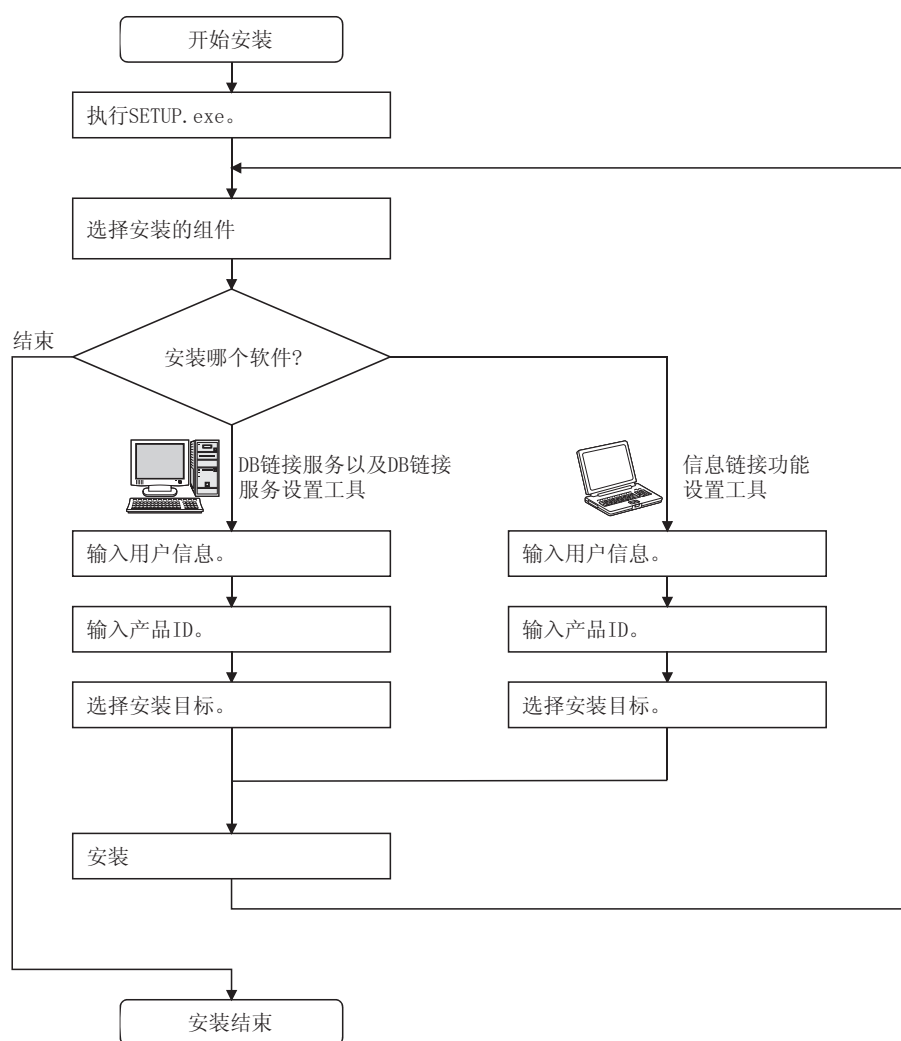 开始安装
执行SETUP.exe。
选择安装的组件
结束
安装哪个软件?
DB链接服务以及DB链接
服务设置工具
信息链接功能
设置工具
输入用户信息。
输入用户信息。
输入产品ID。
输入产品ID。
选择安装目标。
选择安装目标。
安装
安装结束